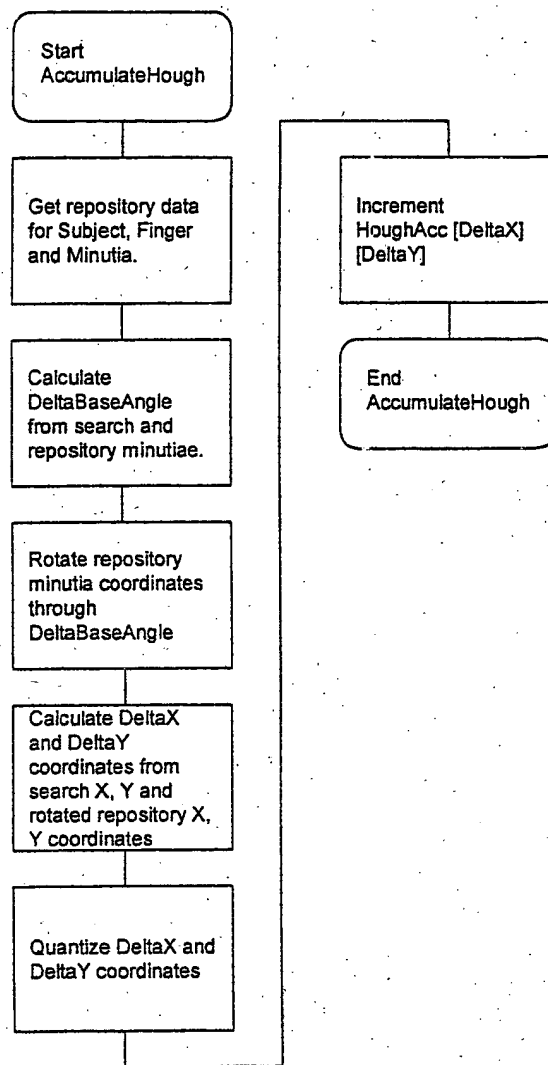 Start
AccumulateHough
Get repository data
for Subject, Finger
and Minutia.
Calculate
DeltaBaseAngle
from search and
repository minutiae.
Rotate repository
minutia coordinates
through
DeltaBaseAngle
Calculate DeltaX
and DeltaY
coordinates from
search X, Y and
rotated repository X,
Y coordinates
Quantize DeltaX and
DeltaY coordinates
Increment
HoughAcc [DeltaX]
[DeltaY]
End
AccumulateHough